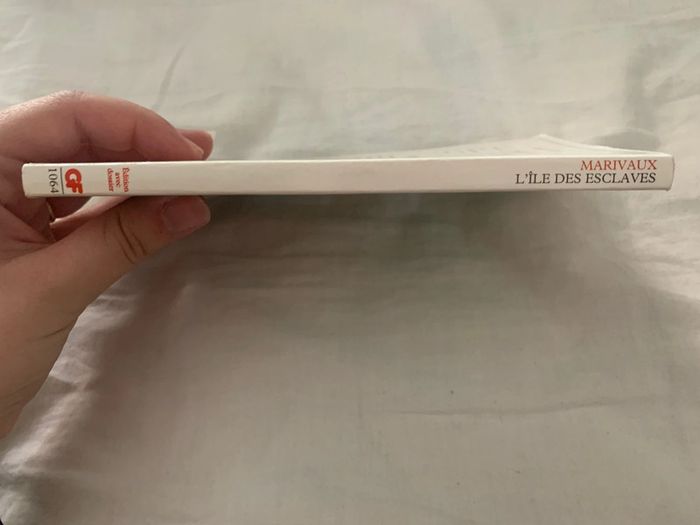 MARIVAUX
L'ÎLE DES ESCLAVES
Édition
avec
dossier
GF
1064